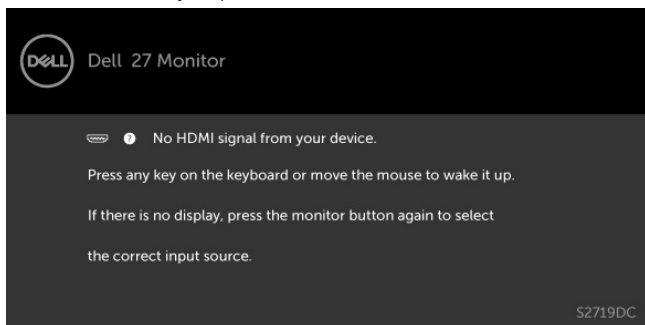 DELL
Dell 27 Monitor
? No HDMI signal from your device.
Press any key on the keyboard or move the mouse to wake it up.
If there is no display, press the monitor button again to select
the correct input source.
S2719DC